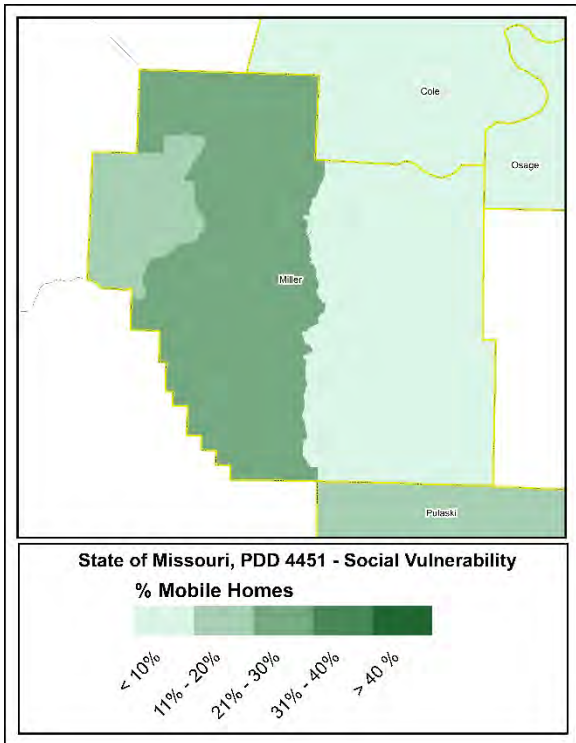 Cole
Osage
Miller
Pulaski
State of Missouri, PDD 4451 - Social Vulnerability
% Mobile Homes
< 10%
11% - 20%
21% - 30%
31% - 40%
> 40 %